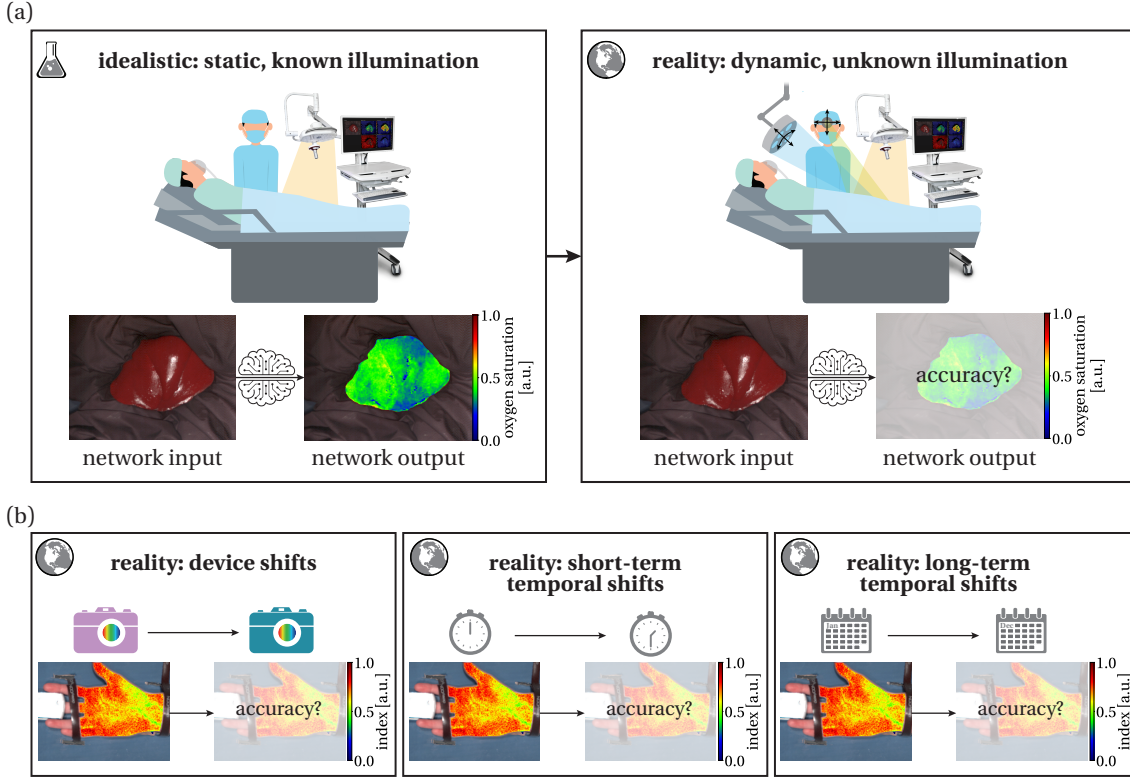 (a)
idealistic: static, known illumination
reality: dynamic, unknown illumination
1.0
0.5
0.0
oxygen saturation
[a.u.]
network input
network output
accuracy?
1.0
0.5
0.0
oxygen saturation
[a.u.]
network input
network output
(b)
reality: device shifts
accuracy?
1.0
0.5
0.0
index [a.u.]
reality: short-term
temporal shifts
accuracy?
1.0
0.5
0.0
index [a.u.]
reality: long-term
temporal shifts
Jan
Dec
accuracy?
1.0
0.5
0.0
index [a.u.]